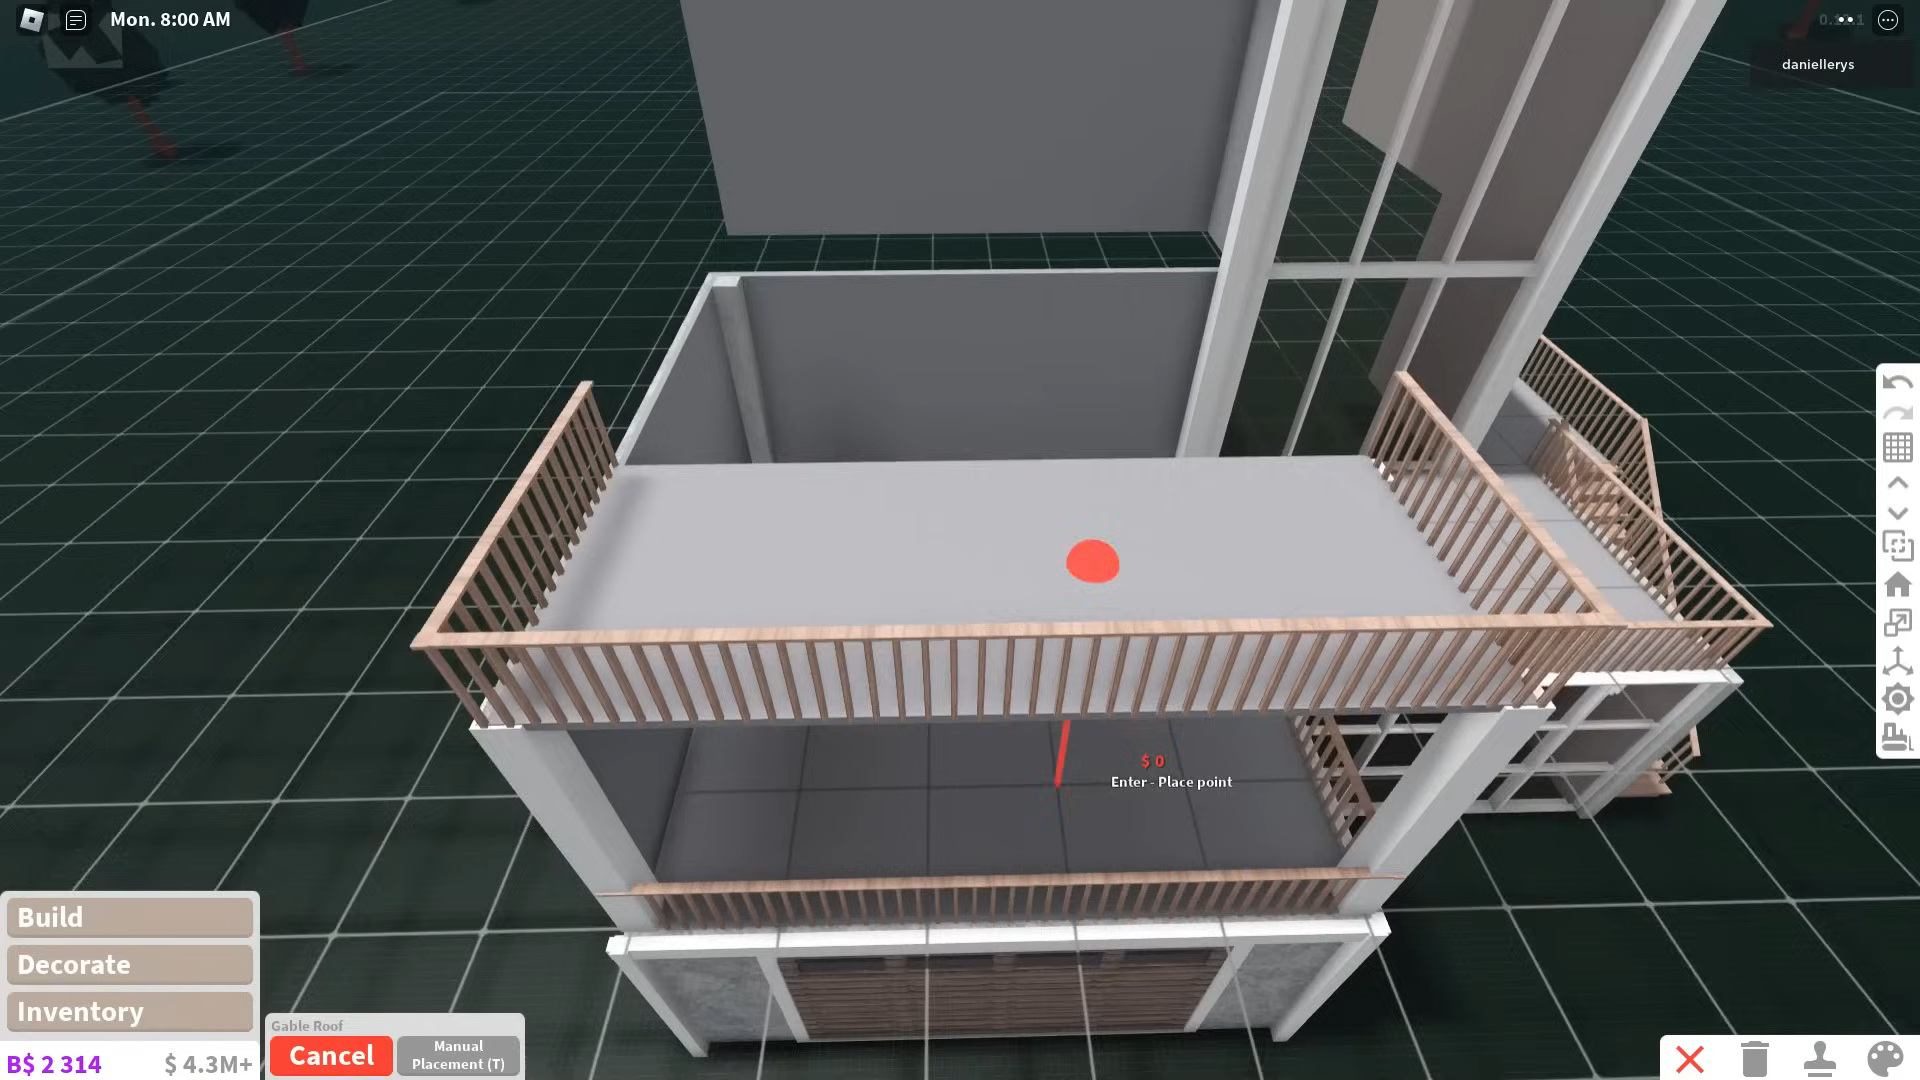 Mon. 8:00 AM
daniellerys
$ 0
Enter - Place point
Build
Decorate
Inventory
B$ 2 314
$ 4.3M+
Gable Roof
Cancel
Manual
Placement (T)